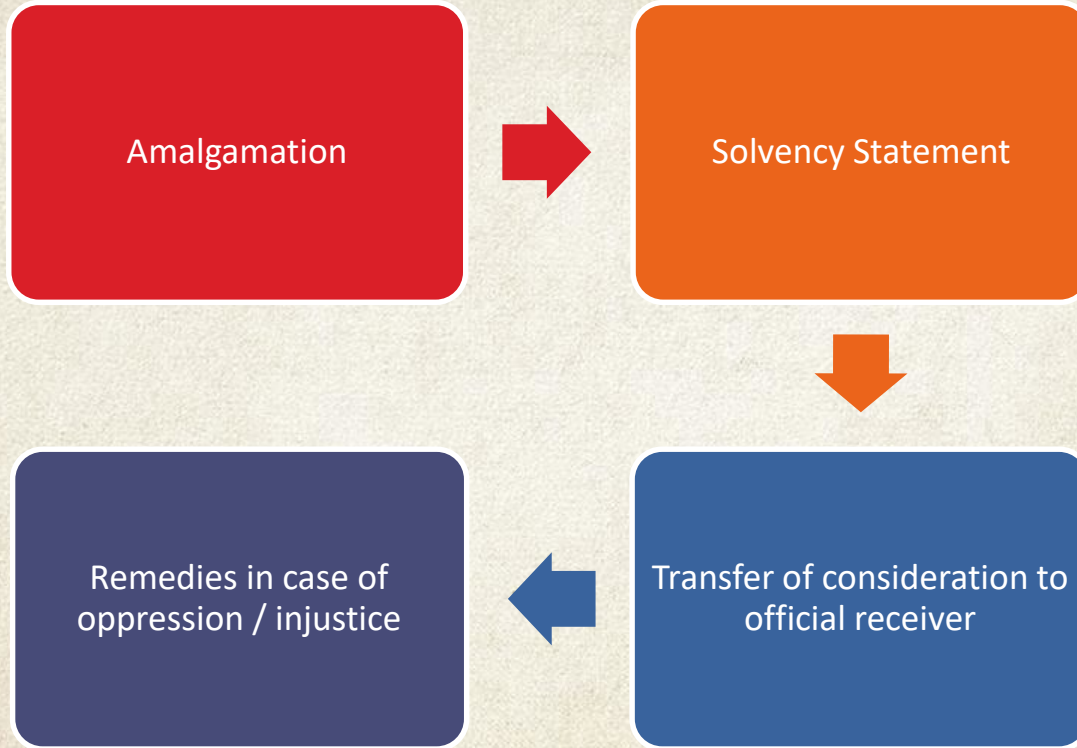 Amalgamation
Solvency Statement
Transfer of consideration to
official receiver
Remedies in case of
oppression / injustice